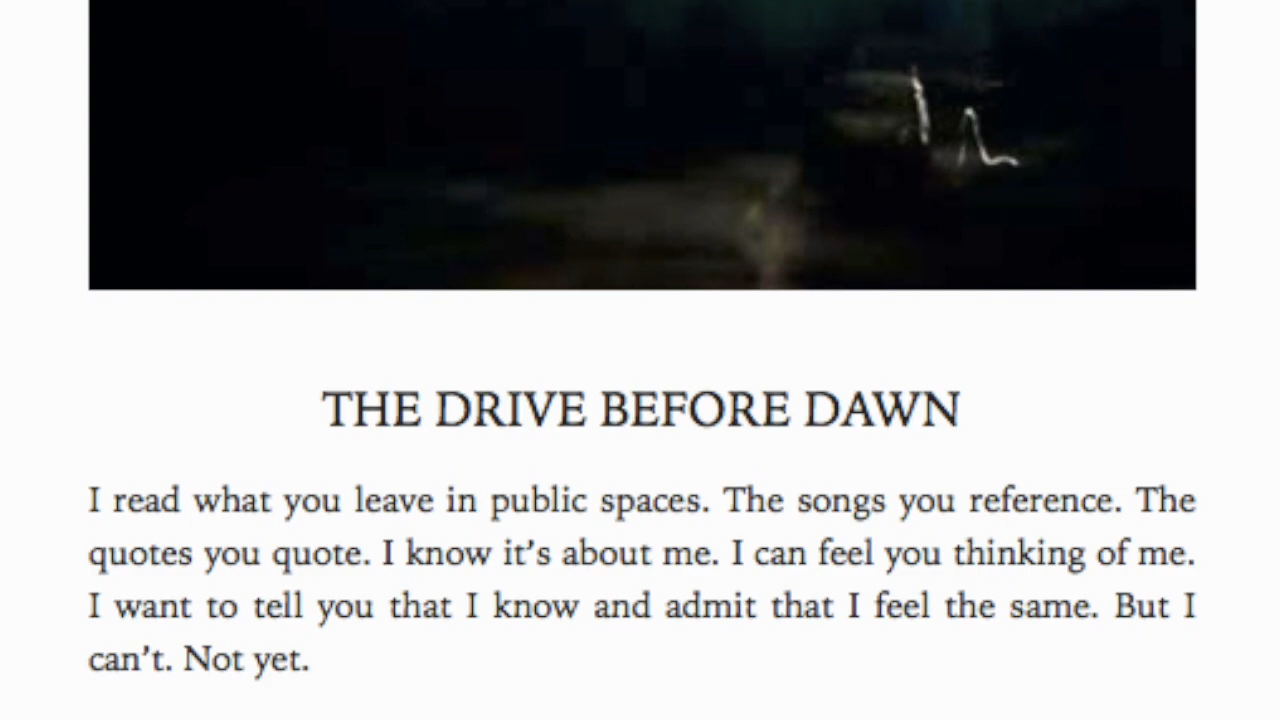 THE DRIVE BEFORE DAWN
I read what you leave in public spaces. The songs you reference. The
quotes you quote. I know it’s about me. I can feel you thinking of me.
I want to tell you that I know and admit that I feel the same. But I
can’t. Not yet.